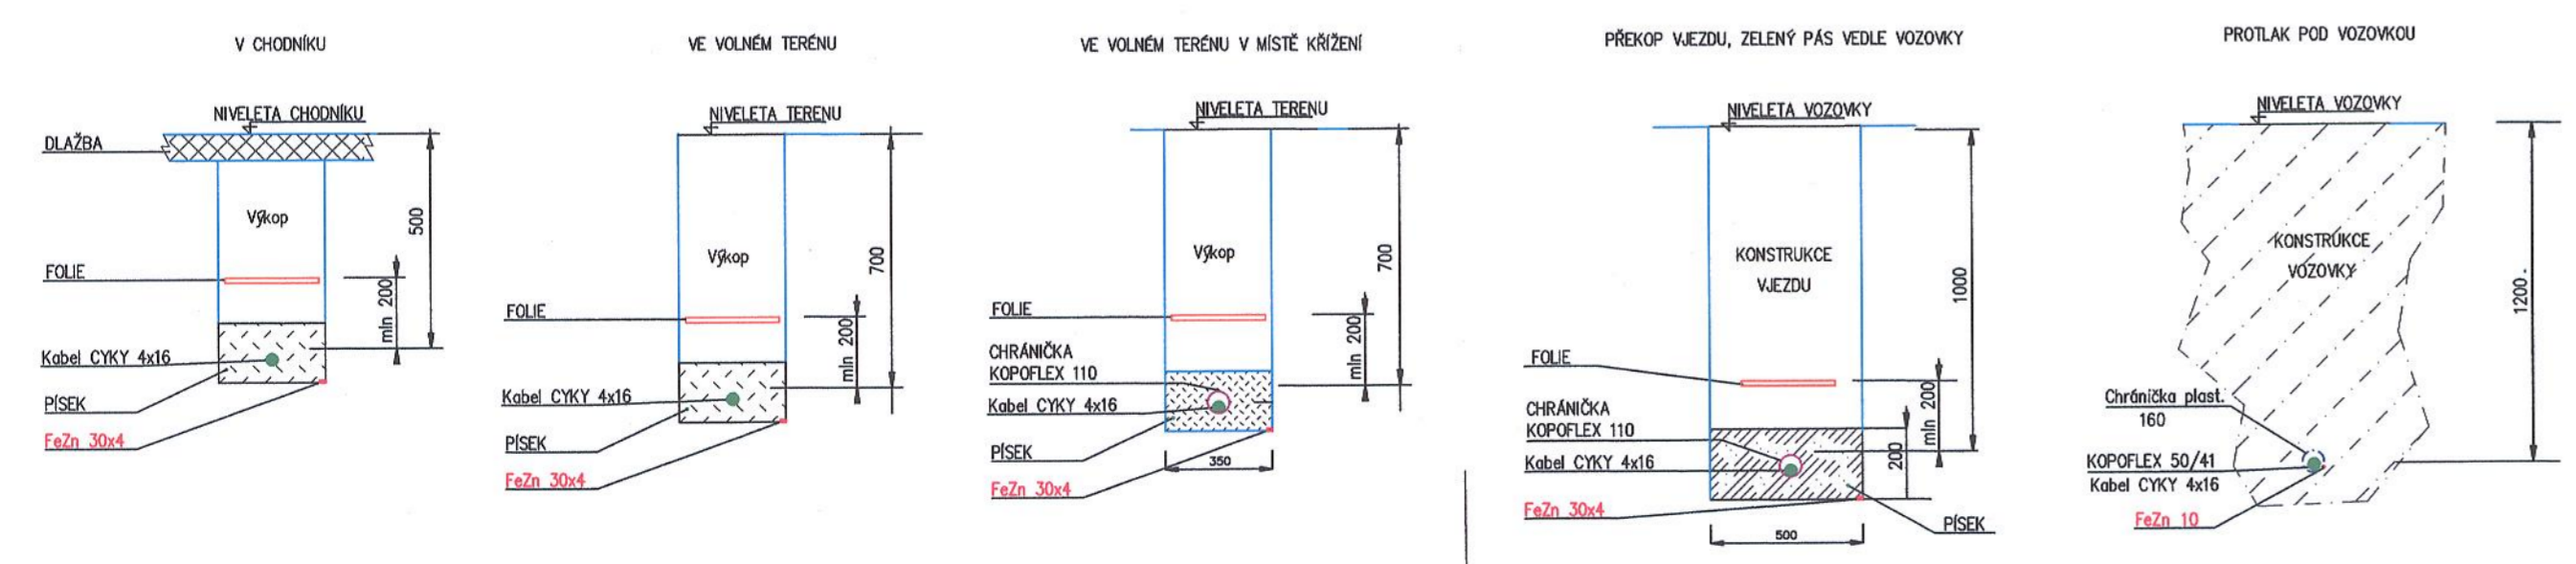 V CHODNÍKU
NIVELETA CHODNÍKU
DLAŽBA
Výkop
500
FOLIE
min 200
Kabel CYKY 4x16
PÍSEK
FeZn 30x4
VE VOLNÉM TERÉNU
NIVELETA TERENU
Výkop
700
FOLIE
min 200
Kabel CYKY 4x16
PÍSEK
FeZn 30x4
VE VOLNÉM TERÉNU V MÍSTĚ KŘÍŽENÍ
NIVELETA TERENU
Výkop
700
FOLIE
min 200
CHRÁNIČKA
KOPOFLEX 110
Kabel CYKY 4x16
PÍSEK
350
FeZn 30x4
PŘEKOP VJEZDU, ZELENÝ PÁS VEDLE VOZOVKY
NIVELETA VOZOVKY
KONSTRUKCE
VJEZDU
1000
FOLIE
min 200
CHRÁNIČKA
KOPOFLEX 110
200
Kabel CYKY 4x16
FeZn 30x4
PÍSEK
500
PROTLAK POD VOZOVKOU
NIVELETA VOZOVKY
KONSTRUKCE
VOZOVKY
1200.
Chránička plast.
160
KOPOFLEX 50/41
Kabel CYKY 4x16
FeZn 10